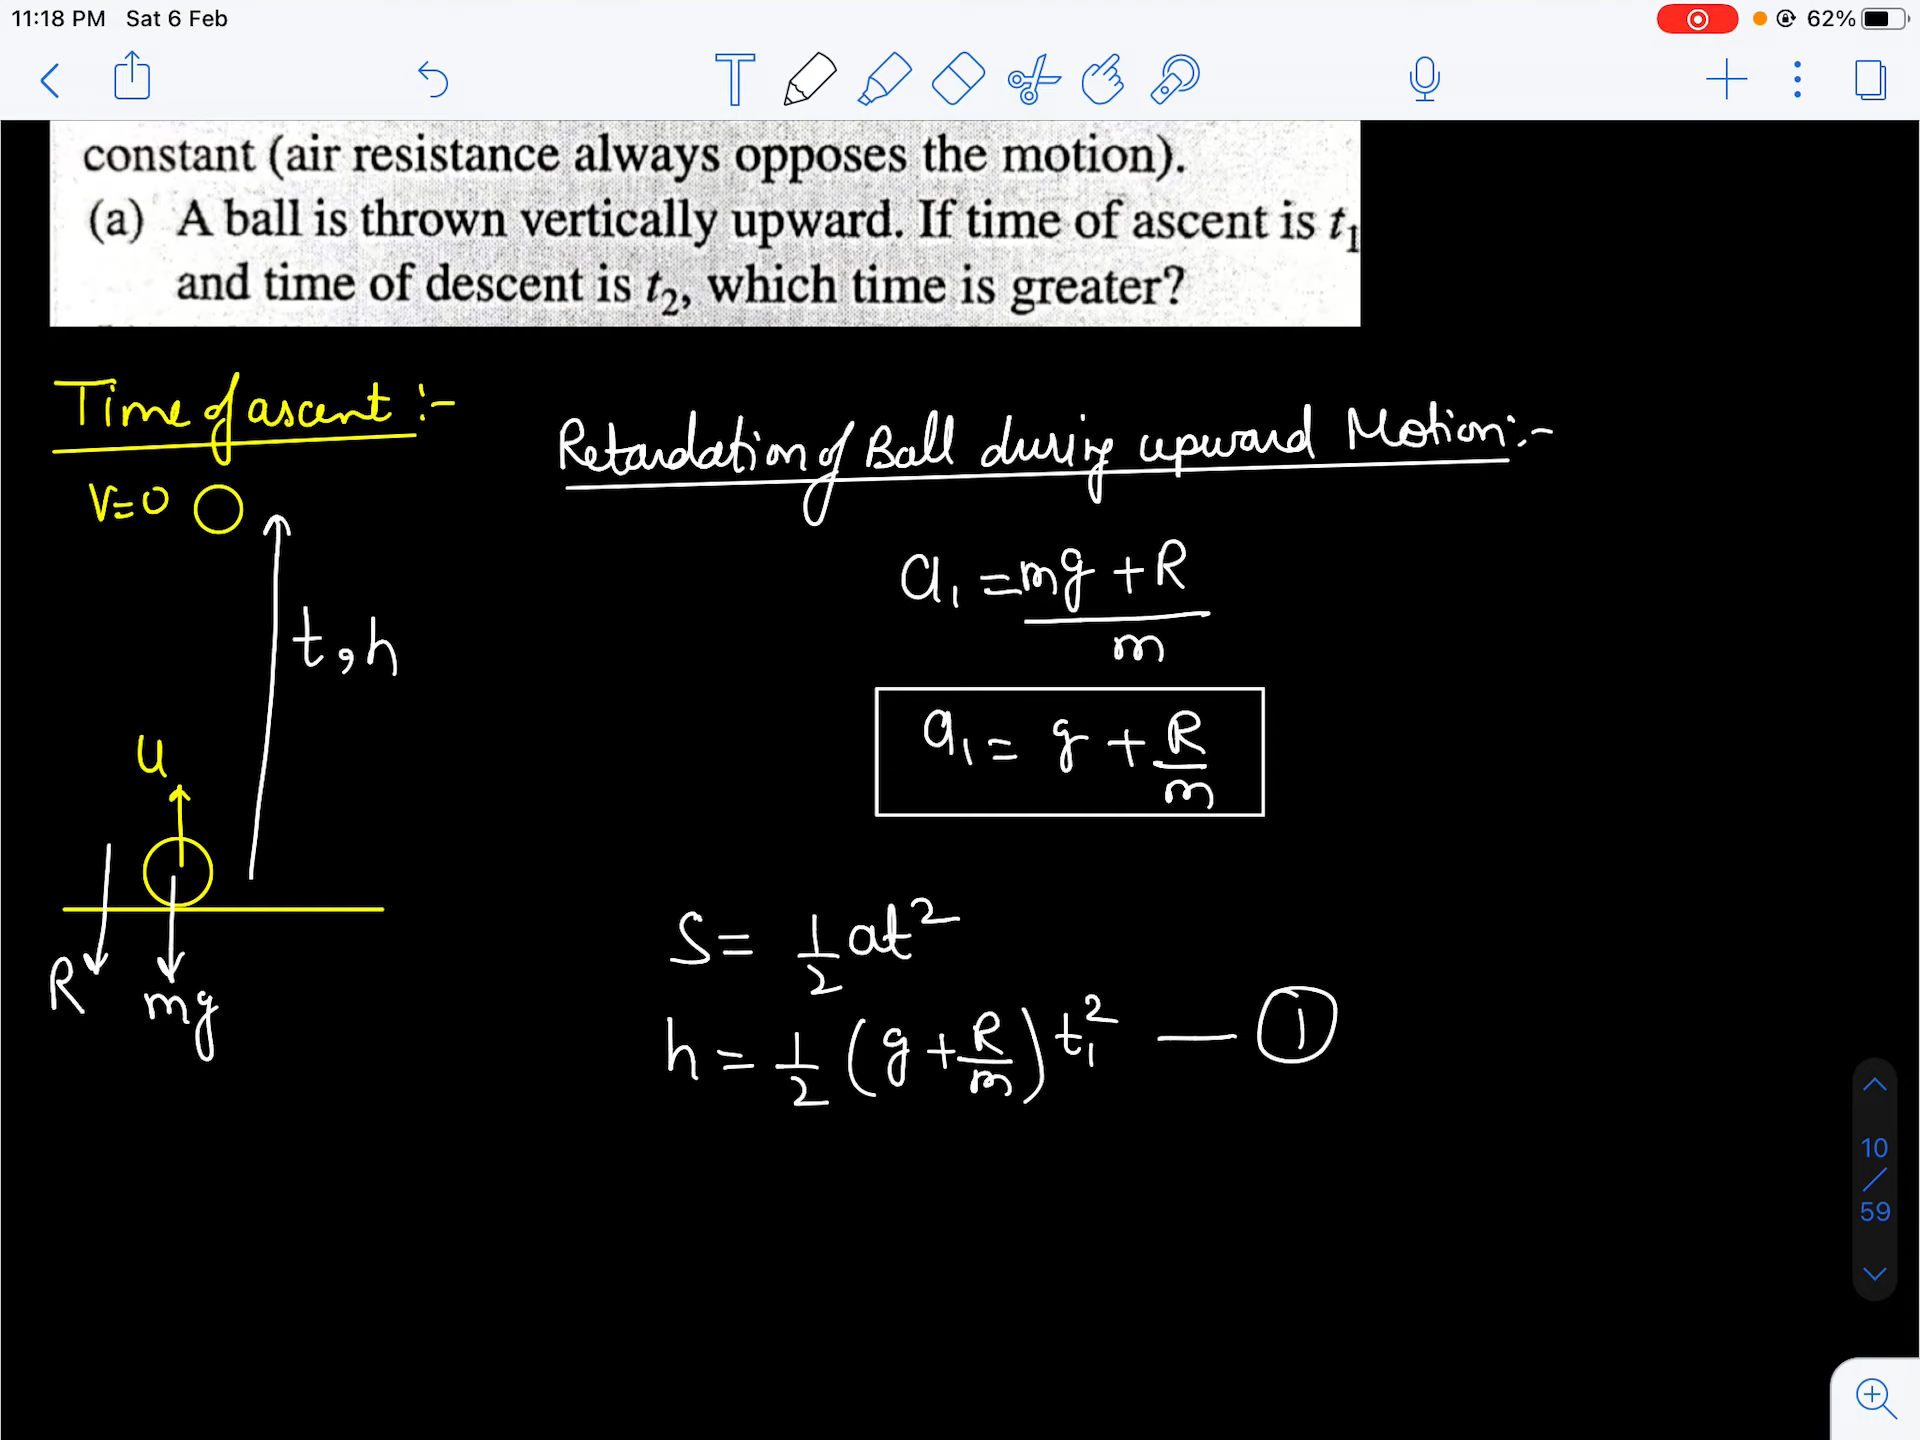 11:18 PM Sat 6 Feb
62%
T
constant (air resistance always opposes the motion).
(a) A ball is thrown vertically upward. If time of ascent is t₁
and time of descent is t₂, which time is greater?
Time of ascent :-
V=0
t,h
u
R
mg
Retardation of Ball during upward Motion:-
a₁ = mg + R
m
a₁ = g + R/m
S = 1/2 at²
h = 1/2 (g + R/m) t₁² — ①
10
/
59